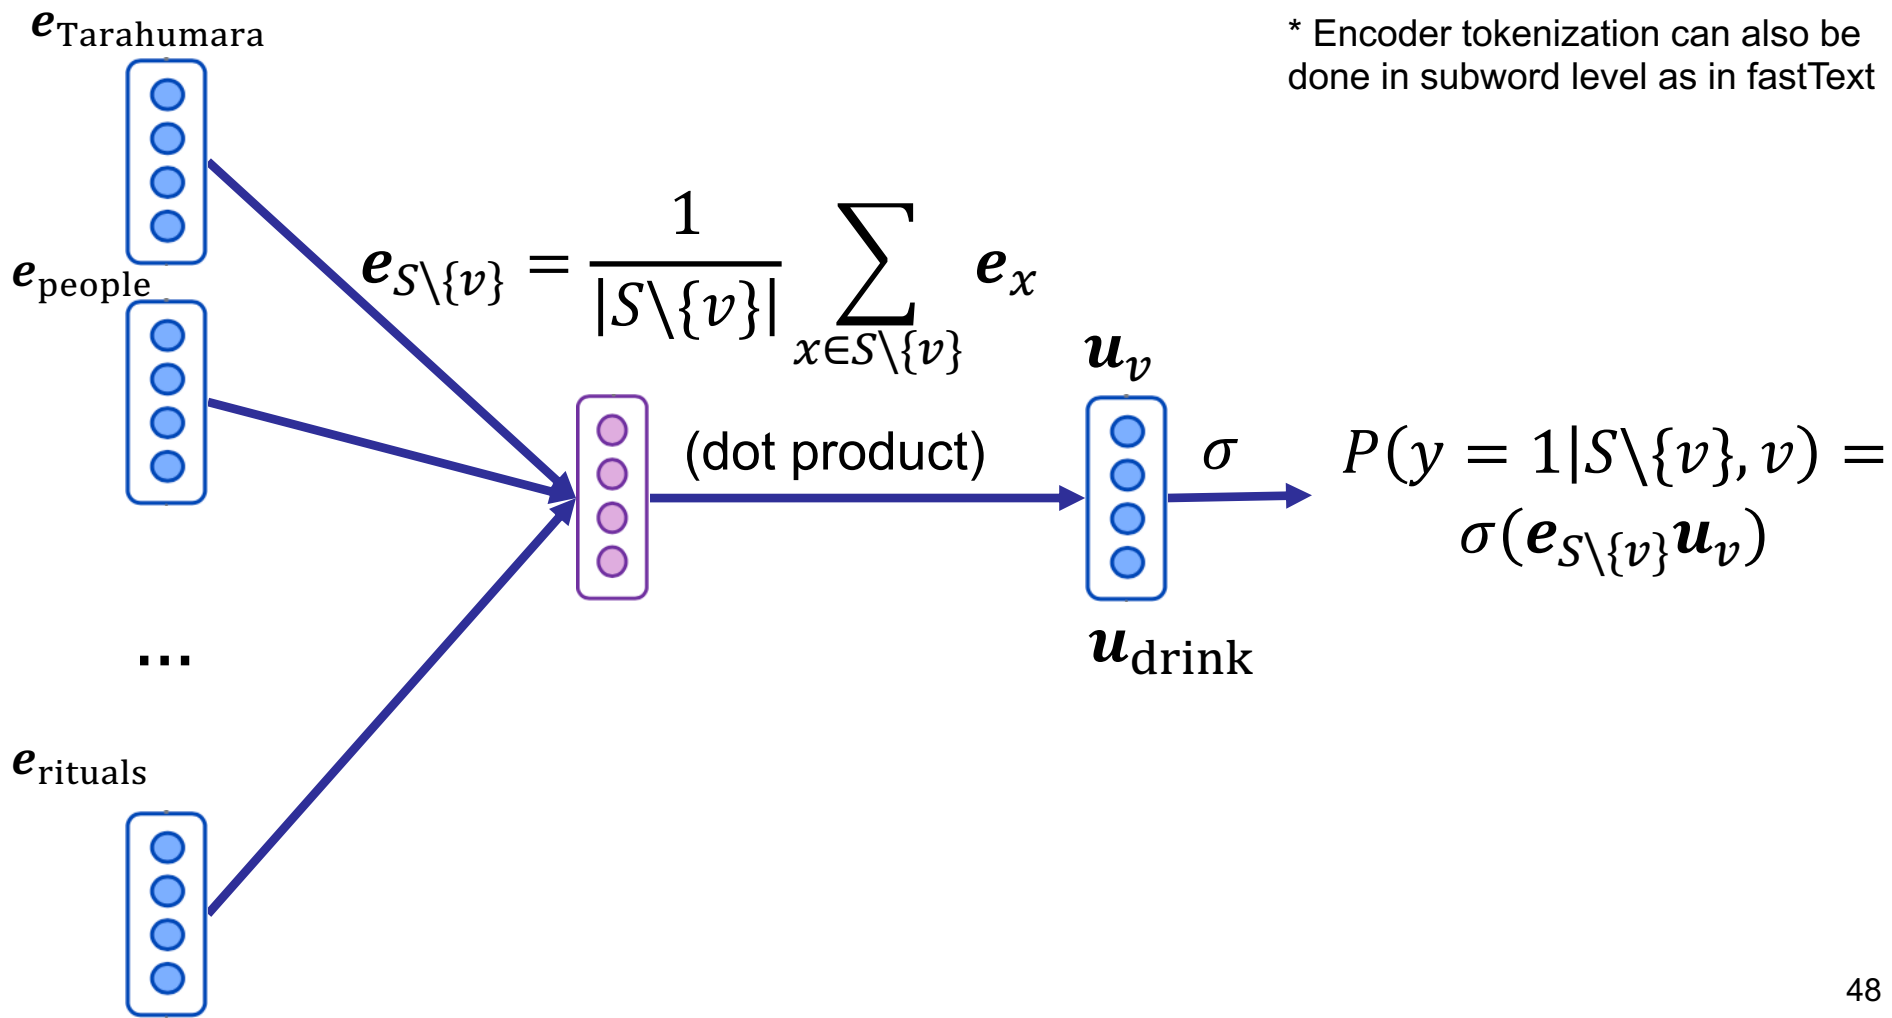 𝒆_Tarahumara
* Encoder tokenization can also be
done in subword level as in fastText
𝒆_people
𝒆_{S\{v}} = \frac{1}{|S\{v}|} ∑_{x∈S\{v}} 𝒆_x
𝒖_v
(dot product)
σ
P(y = 1|S\{v}, v) =
σ(𝒆_{S\{v}}𝒖_v)
𝒖_drink
...
𝒆_rituals
48